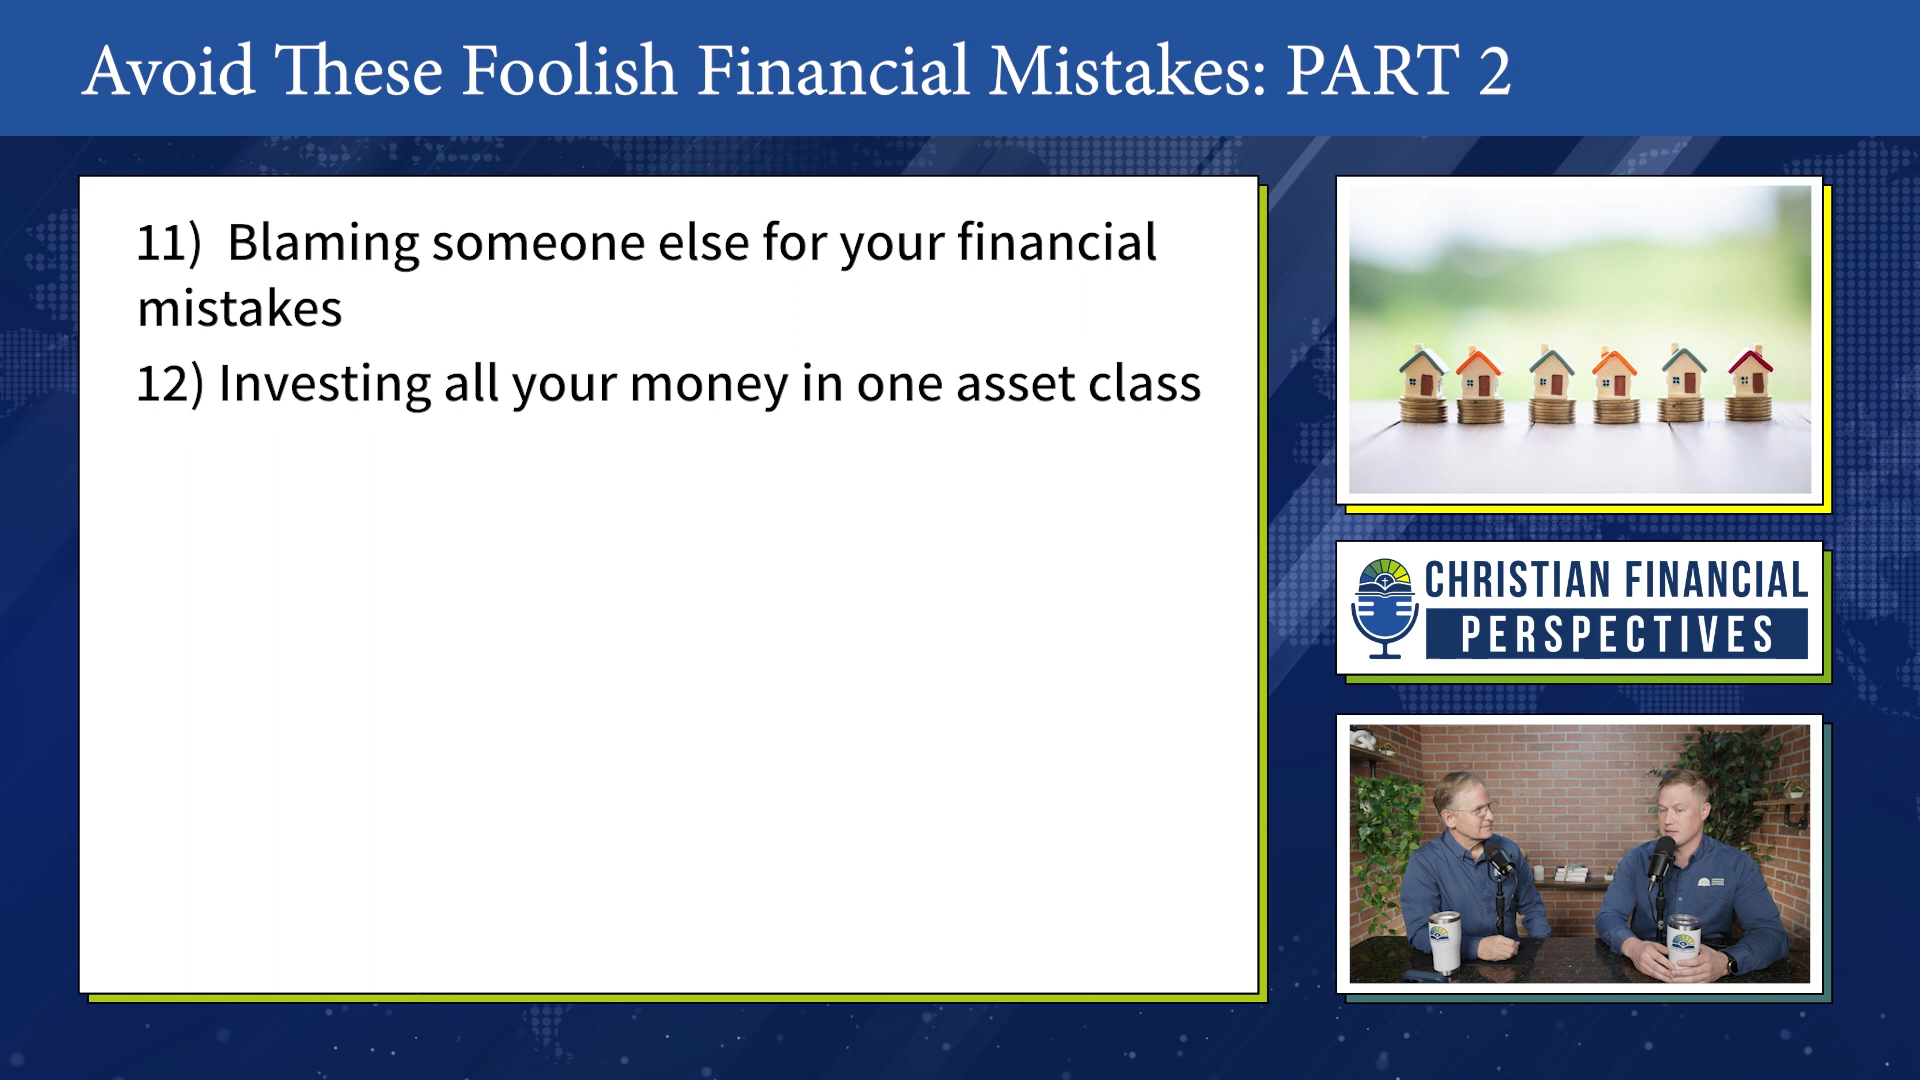 Avoid These Foolish Financial Mistakes: PART 2
11)  Blaming someone else for your financial
mistakes
12) Investing all your money in one asset class
CHRISTIAN FINANCIAL
PERSPECTIVES